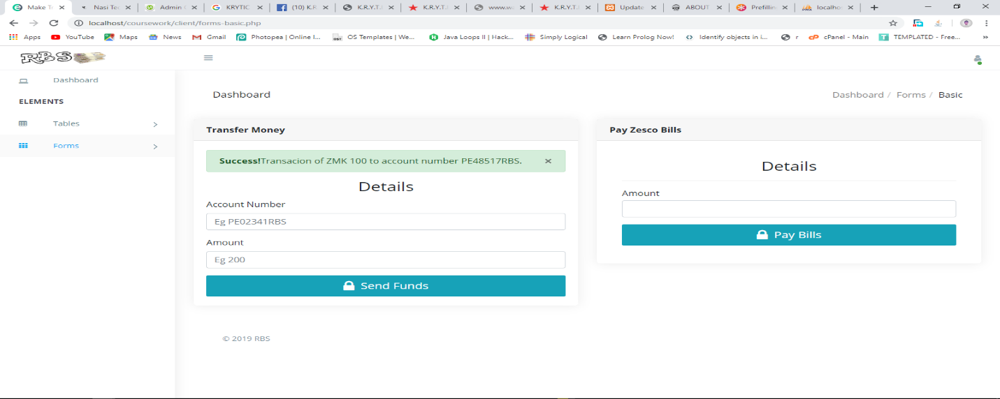 Make T
Nasi Tec
Admin
KRYTIC
(10) K.R
K.R.Y.T.
K.R.Y.T.
www.w
K.R.Y.T.
Update
ABOUT
Prefillin
localho
localhost/coursework/client/forms-basic.php
Apps YouTube Maps News Gmail Photopea | Online I... OS Templates | We... Java Loops II | Hack... Simply Logical Learn Prolog Now! Identify objects in i... r cPanel - Main TEMPLATED - Free... »
RBS
Dashboard
ELEMENTS
Tables
Forms
Dashboard
Dashboard / Forms / Basic
Transfer Money
Success!Transacion of ZMK 100 to account number PE48517RBS. ×
Details
Account Number
Eg PE02341RBS
Amount
Eg 200
Send Funds
Pay Zesco Bills
Details
Amount
Pay Bills
© 2019 RBS